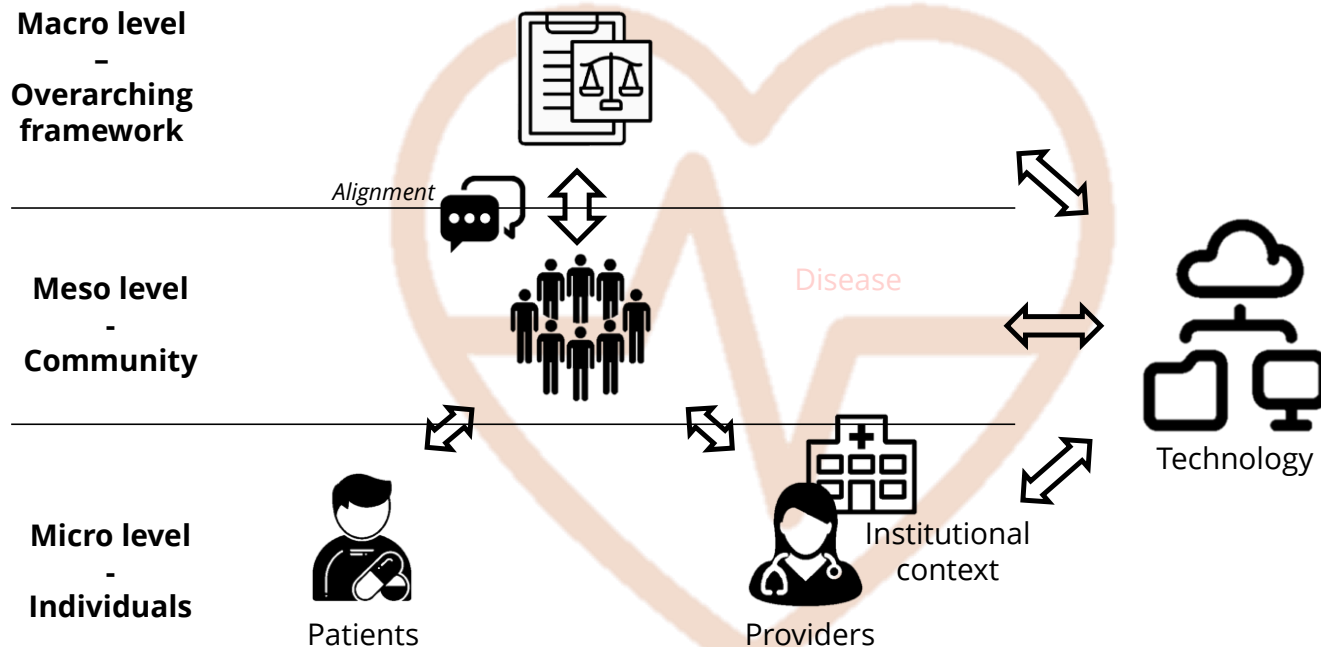 Macro level
–
Overarching
framework
Alignment
Meso level
-
Community
Disease
Technology
Micro level
-
Individuals
Institutional
context
Patients
Providers